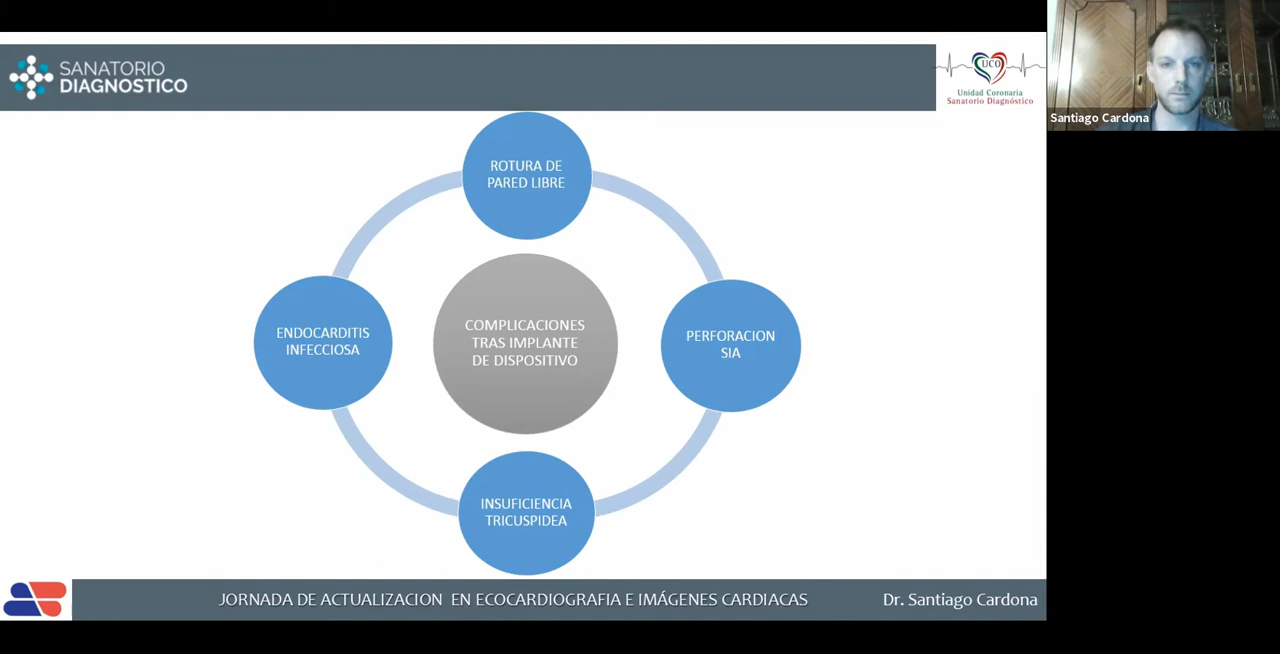 SANATORIO
DIAGNOSTICO
UCO
Unidad Coronaria
Sanatorio Diagnóstico
Santiago Cardona
ROTURA DE
PARED LIBRE
ENDOCARDITIS
INFECCIOSA
COMPLICACIONES
TRAS IMPLANTE
DE DISPOSITIVO
PERFORACION
SIA
INSUFICIENCIA
TRICUSPIDEA
JORNADA DE ACTUALIZACION EN ECOCARDIOGRAFIA E IMÁGENES CARDIACAS
Dr. Santiago Cardona